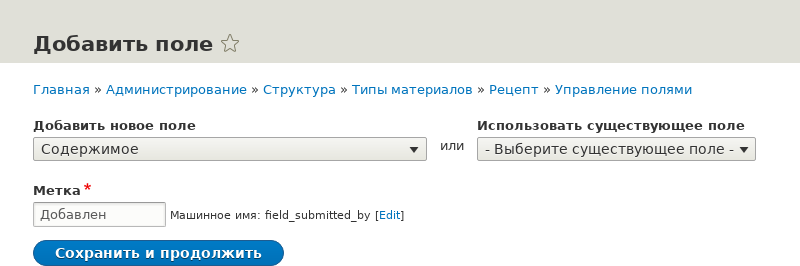 Добавить поле
Главная » Администрирование » Структура » Типы материалов » Рецепт » Управление полями
Добавить новое поле
Содержимое
или
Использовать существующее поле
- Выберите существующее поле -
Метка *
Добавлен
Машинное имя: field_submitted_by [Edit]
Сохранить и продолжить